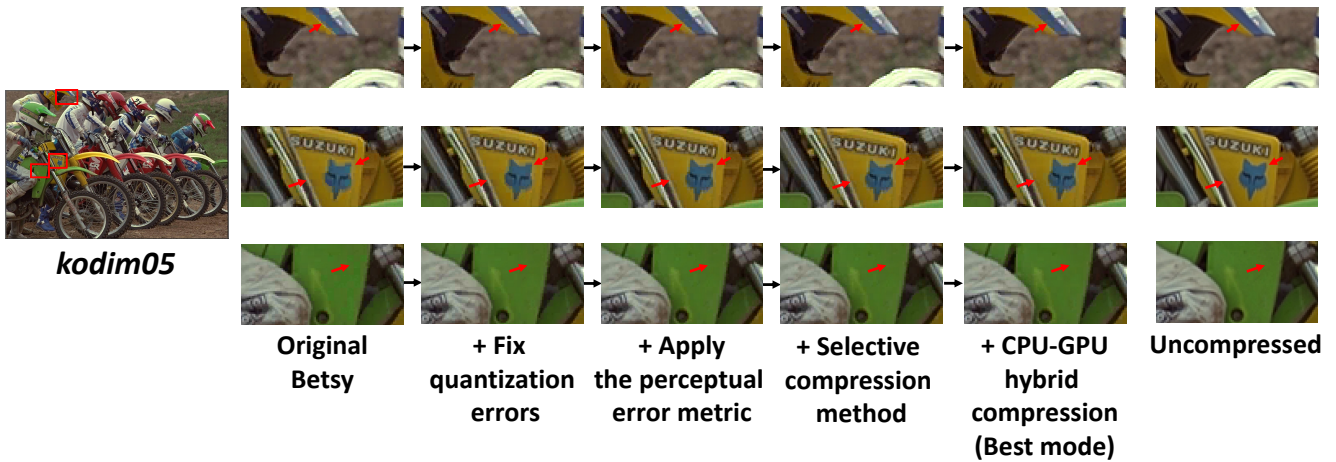 SUZUKI
SUZUKI
SUZUKI
SUZUKI
SUZUKI
SUZUKI
kodim05
Original
Betsy
+ Fix
quantization
errors
+ Apply
the perceptual
error metric
+ Selective
compression
method
+ CPU-GPU
hybrid
compression
(Best mode)
Uncompressed